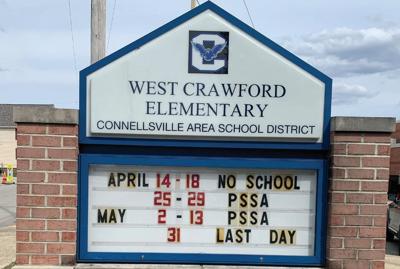 C
WEST CRAWFORD
ELEMENTARY
CONNELLSVILLE AREA SCHOOL DISTRICT
APRIL 14-18 NO SCHOOL
25-29 PSSA
MAY 2-13 PSSA
31 LAST DAY